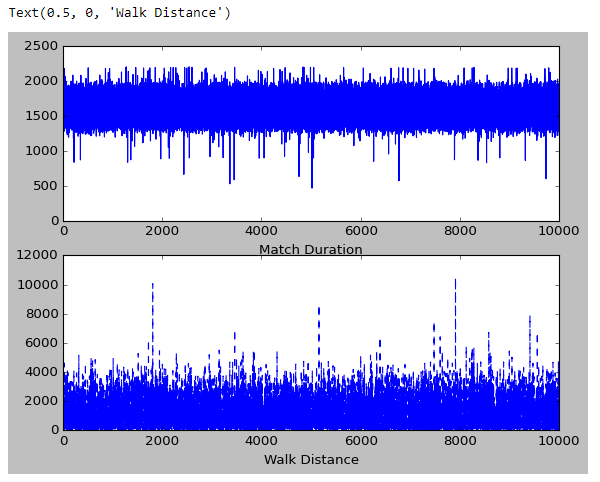 Text(0.5, 0, 'Walk Distance')
2500
2000
1500
1000
500
0
0 2000 4000 6000 8000 10000
Match Duration
12000
10000
8000
6000
4000
2000
0
0 2000 4000 6000 8000 10000
Walk Distance